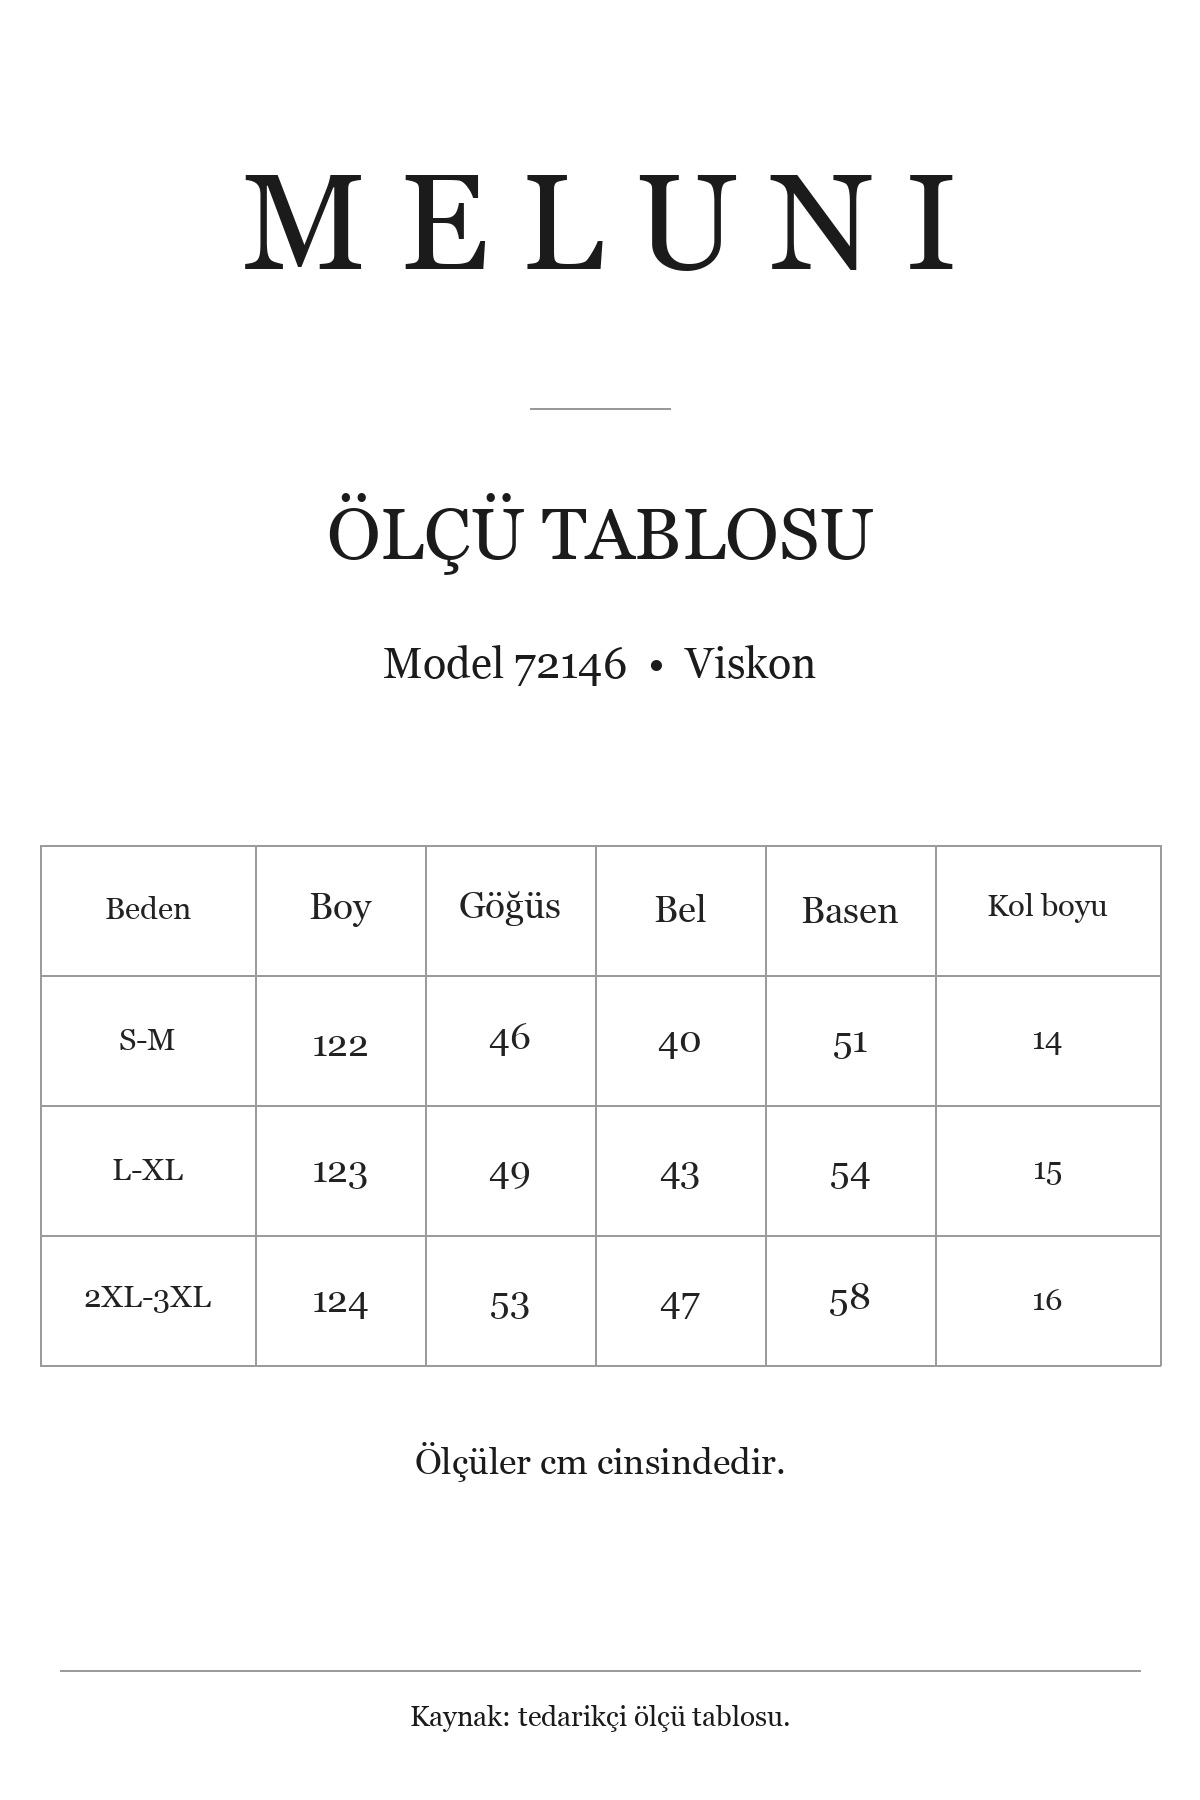 MELUNI
ÖLÇÜ TABLOSU
Model 72146 • Viskon
Beden Boy Göğüs Bel Basen Kol boyu
S-M 122 46 40 51 14
L-XL 123 49 43 54 15
2XL-3XL 124 53 47 58 16
Ölçüler cm cinsindedir.
Kaynak: tedarikçi ölçü tablosu.